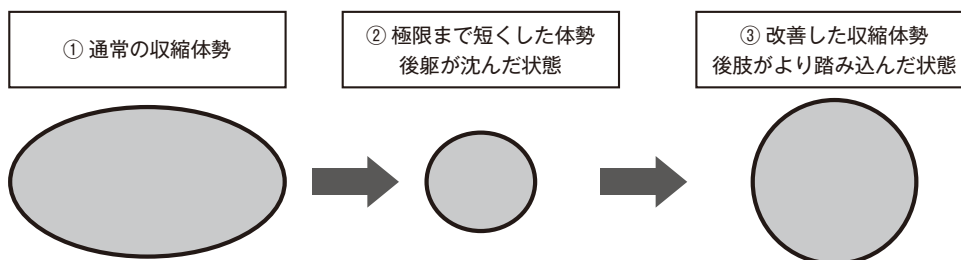 ① 通常の収縮体勢
② 極限まで短くした体勢
後躯が沈んだ状態
③ 改善した収縮体勢
後肢がより踏み込んだ状態